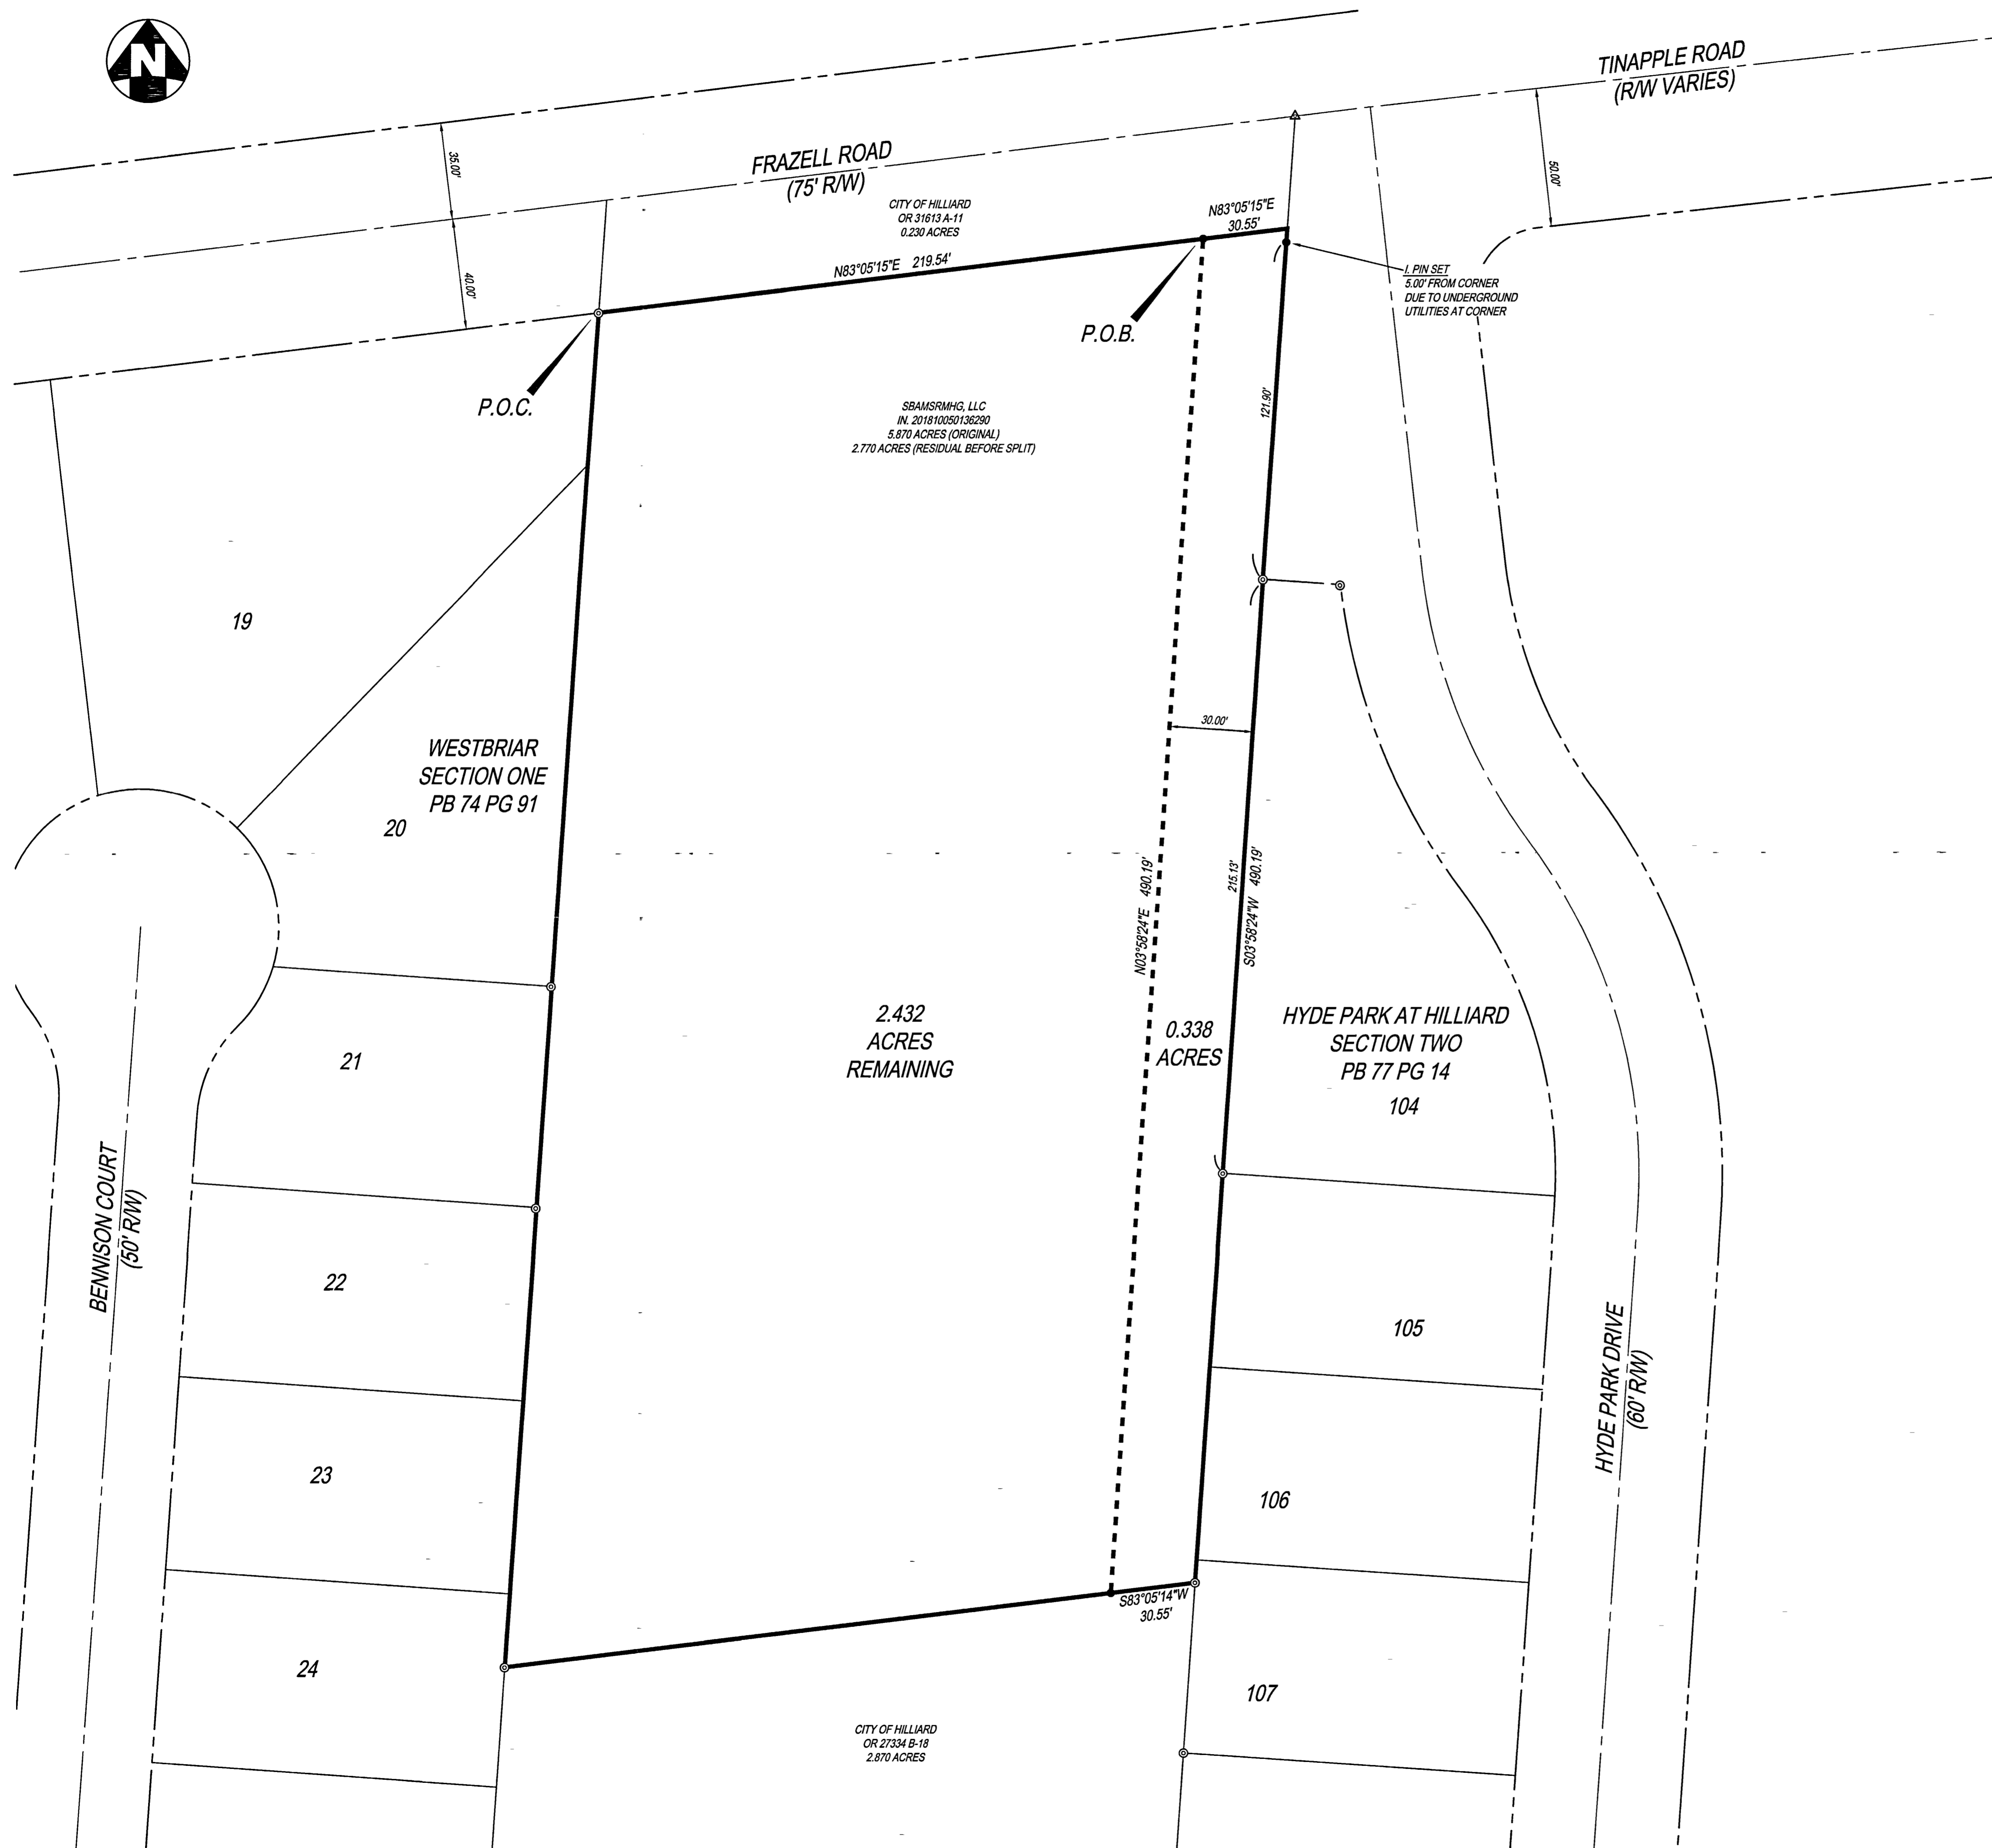 N
TINAPPLE ROAD
(R/W VARIES)
FRAZELL ROAD
(75' R/W)
35.00'
40.00'
50.00'
CITY OF HILLIARD
OR 31613 A-11
0.230 ACRES
N83°05'15"E
30.55'
N83°05'15"E 219.54'
I. PIN SET
5.00' FROM CORNER
DUE TO UNDERGROUND
UTILITIES AT CORNER
P.O.B.
P.O.C.
SBAMSRMHG, LLC
IN. 201810050136290
5.870 ACRES (ORIGINAL)
2.770 ACRES (RESIDUAL BEFORE SPLIT)
121.90'
19
30.00'
WESTBRIAR
SECTION ONE
PB 74 PG 91
20
N03°58'24"E 490.19'
215.13'
S03°58'24"W 490.19'
2.432
ACRES
REMAINING
0.338
ACRES
HYDE PARK AT HILLIARD
SECTION TWO
PB 77 PG 14
104
21
BENNISON COURT
(50' R/W)
22
105
HYDE PARK DRIVE
(60' R/W)
23
106
S83°05'14"W
30.55'
24
107
CITY OF HILLIARD
OR 27334 B-18
2.870 ACRES